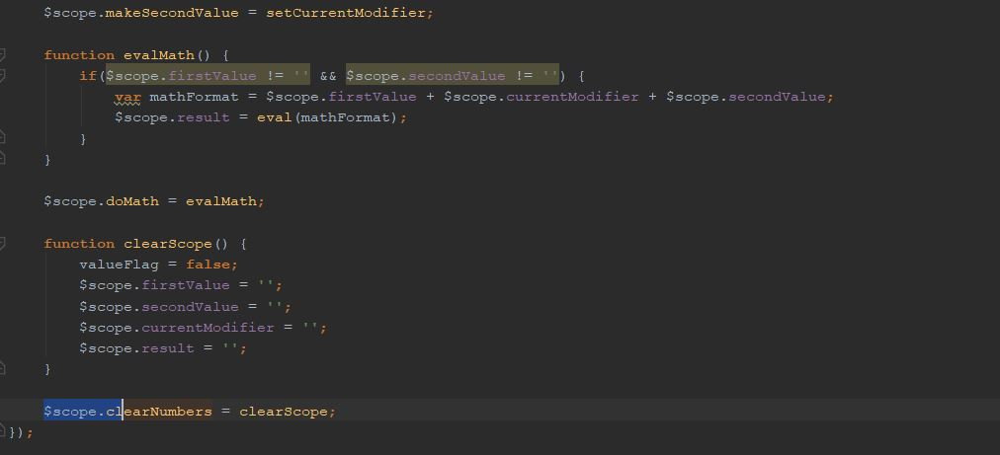 $scope.makeSecondValue = setCurrentModifier;
function evalMath() {
if($scope.firstValue != '' && $scope.secondValue != '') {
var mathFormat = $scope.firstValue + $scope.currentModifier + $scope.secondValue;
$scope.result = eval(mathFormat);
}
}
$scope.doMath = evalMath;
function clearScope() {
valueFlag = false;
$scope.firstValue = '';
$scope.secondValue = '';
$scope.currentModifier = '';
$scope.result = '';
}
$scope.clearNumbers = clearScope;
});